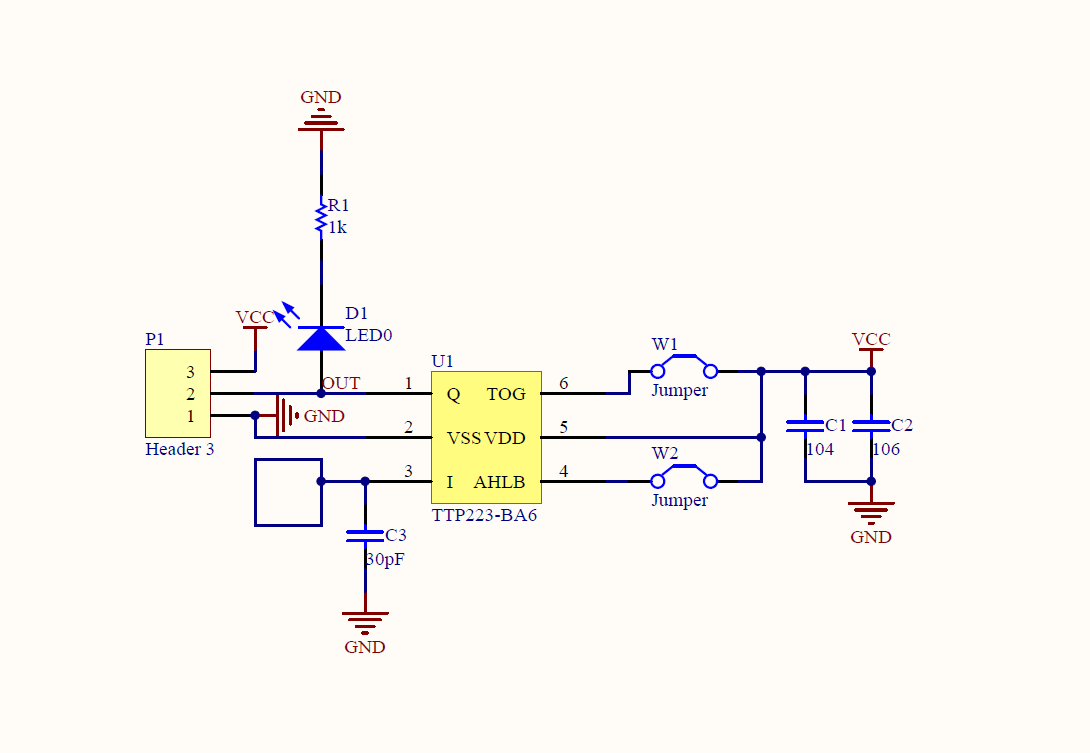 GND
R1
1k
VCC
D1
LED0
P1
3
2
1
Header 3
OUT
GND
U1
1
2
3
Q
VSS
I
TOG
VDD
AHLB
6
5
4
TTP223-BA6
W1
Jumper
W2
Jumper
VCC
C1
104
C2
106
GND
C3
30pF
GND